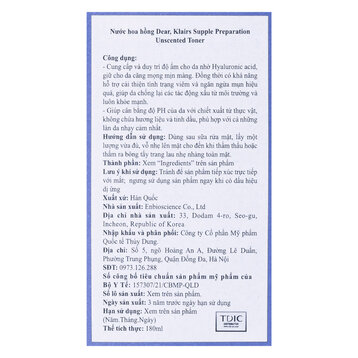 Nước hoa hồng Dear, Klairs Supple Preparation
Unscented Toner
Công dụng:
- Cung cấp và duy trì độ ẩm cho da nhờ Hyaluronic acid,
giữ cho da căng mọng mịn màng. Đồng thời có khả năng
hỗ trợ cải thiện tình trạng viêm và ngăn ngừa mụn hiệu
quả, giúp da chống lại các tác động xấu từ môi trường và
luôn khỏe mạnh.
- Giúp cân bằng độ PH của da với chiết xuất từ thực vật,
không chứa hương liệu và tinh dầu, phù hợp với cả những
làn da nhạy cảm nhất.
Hướng dẫn sử dụng: Dùng sau sữa rửa mặt, lấy một
lượng vừa đủ, vỗ nhẹ lên mặt cho đến khi thẩm thấu hoặc
thấm ra bông tẩy trang lau nhẹ nhàng toàn mặt.
Thành phần: Xem "Ingredients" trên sản phẩm
Lưu ý khi sử dụng: Tránh để sản phẩm tiếp xúc trực tiếp
với mắt; ngưng sử dụng sản phẩm ngay khi có dấu hiệu
dị ứng
Xuất xứ: Hàn Quốc
Nhà sản xuất: Enbioscience Co., Ltd
Địa chỉ nhà sản xuất: 33, Dodam 4-ro, Seo-gu,
Incheon, Republic of Korea
Nhập khẩu và phân phối: Công ty Cổ phần Mỹ phẩm
Quốc tế Thùy Dung.
Địa chỉ: Số 5, ngõ Hoàng An A, Đường Lê Duẩn,
Phường Trung Phụng, Quận Đống Đa, Hà Nội
SĐT: 0973.126.288
Số công bố tiêu chuẩn sản phẩm mỹ phẩm của
Bộ Y Tế: 157307/21/CBMP-QLD
Số lô sản xuất: Xem trên sản phẩm.
Ngày sản xuất: 3 năm trước ngày hạn sử dụng
Hạn sử dụng: Xem trên sản phẩm
(Năm.Tháng.Ngày)
Thể tích thực: 180ml
TDIC